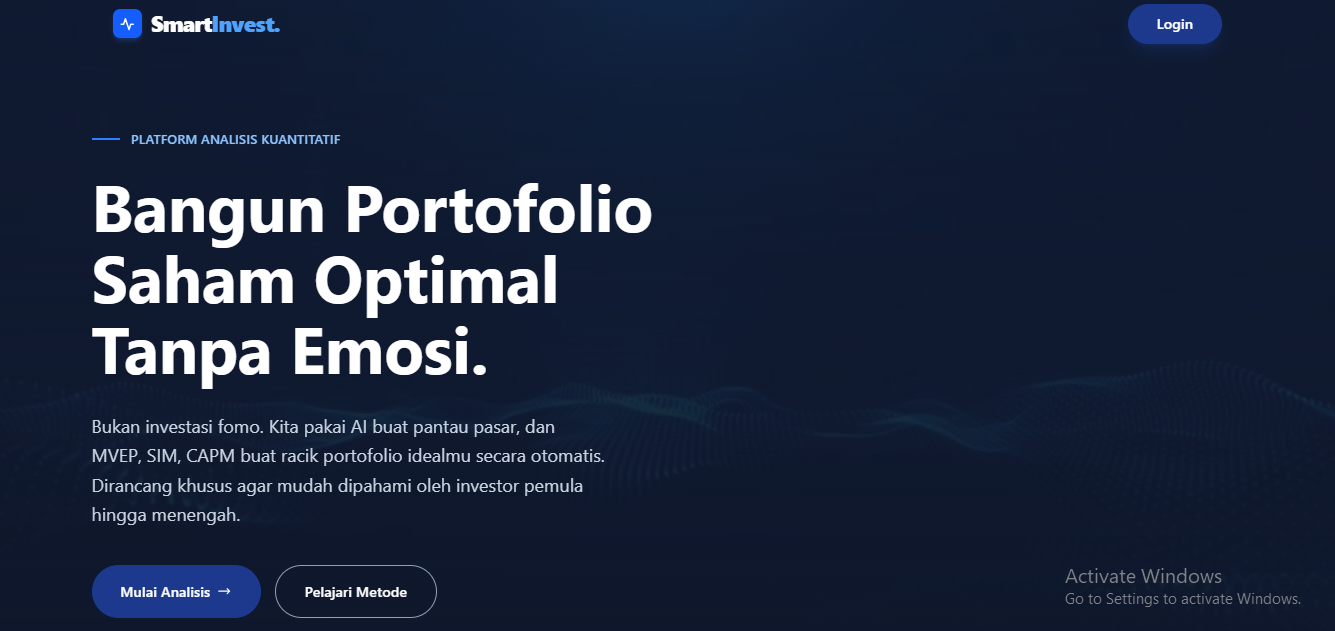 SmartInvest.
Login
PLATFORM ANALISIS KUANTITATIF
Bangun Portofolio
Saham Optimal
Tanpa Emosi.
Bukan investasi fomo. Kita pakai AI buat pantau pasar, dan
MVEP, SIM, CAPM buat racik portofolio idealmu secara otomatis.
Dirancang khusus agar mudah dipahami oleh investor pemula
hingga menengah.
Mulai Analisis →
Pelajari Metode
Activate Windows
Go to Settings to activate Windows.